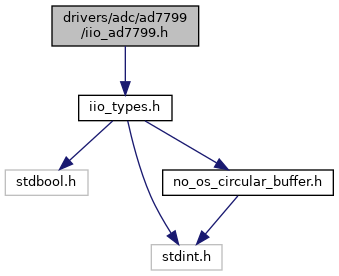 drivers/adc/ad7799
/iio_ad7799.h
iio_types.h
stdbool.h
no_os_circular_buffer.h
stdint.h